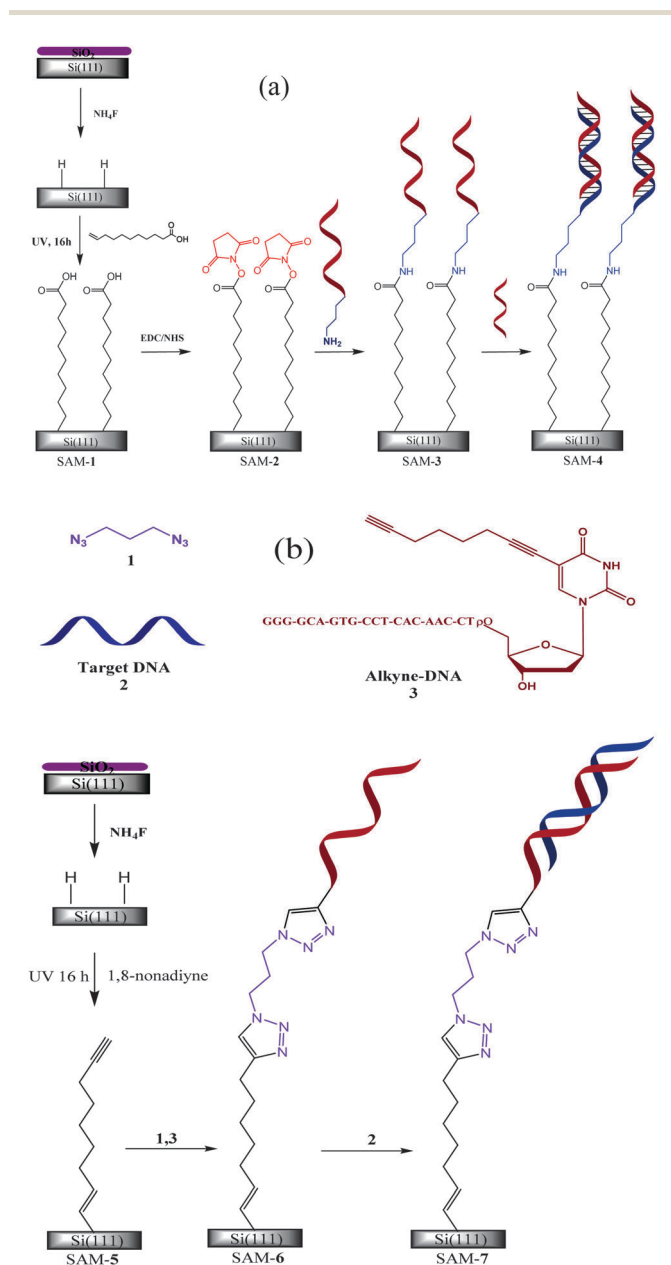 SiO2
Si(111)
(a)
NH4F
H H
Si(111)
UV, 16h
O
OH
O OH O OH
Si(111)
SAM-1
EDC/NHS
O N O O N O
O O
O O
Si(111)
SAM-2
NH2
O NH O NH
Si(111)
SAM-3
O NH O NH
Si(111)
SAM-4
N3 N3
1
(b)
Target DNA
2
O
NH
N O
GGG-GCA-GTG-CCT-CAC-AAC-CTpO
O
OH
Alkyne-DNA
3
SiO2
Si(111)
NH4F
H H
Si(111)
UV 16 h 1,8-nonadiyne
Si(111)
SAM-5
1,3
N N N
N N N
Si(111)
SAM-6
2
N N N
N N N
Si(111)
SAM-7